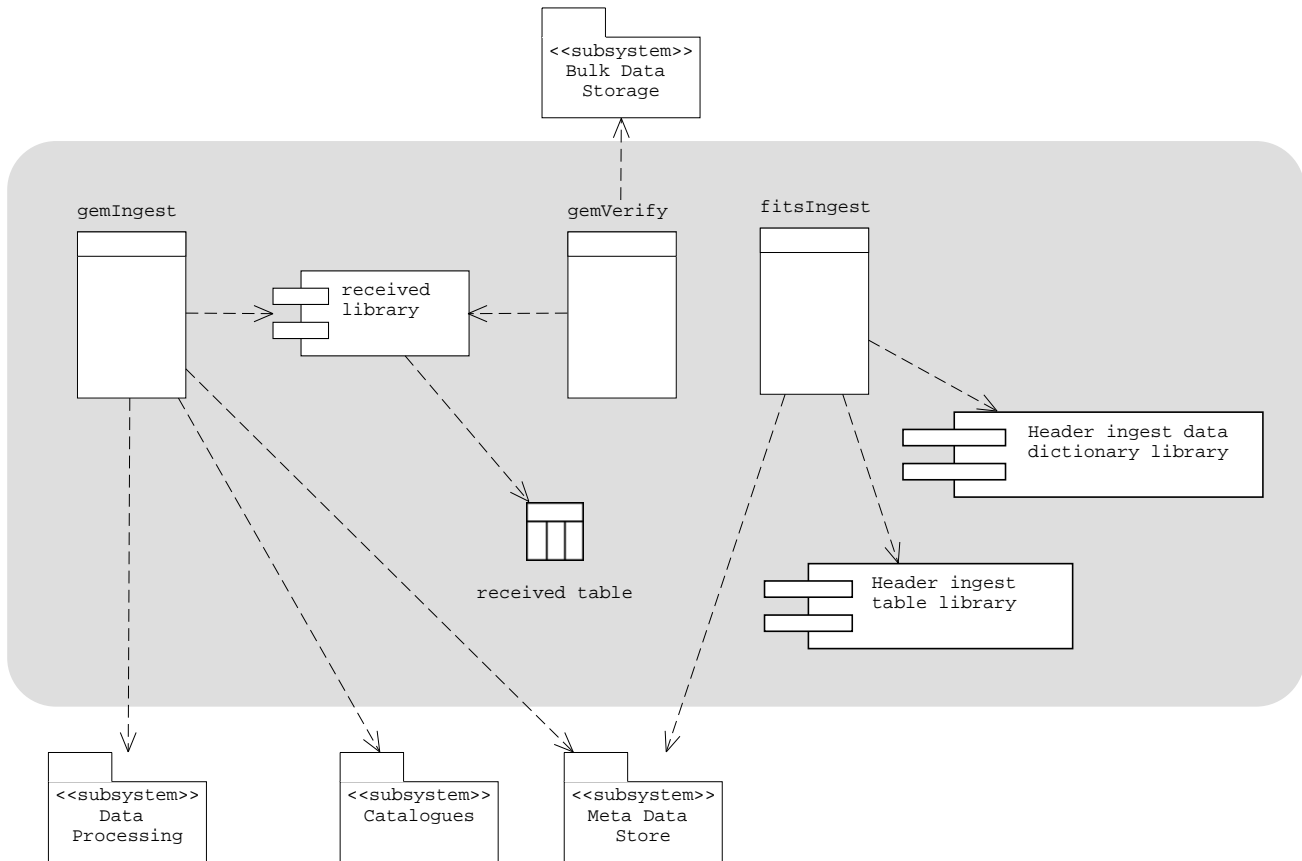 <<subsystem>>
Bulk Data
Storage
gemIngest
gemVerify
fitsIngest
received
library
Header ingest data
dictionary library
received table
Header ingest
table library
<<subsystem>>
Data
Processing
<<subsystem>>
Catalogues
<<subsystem>>
Meta Data
Store